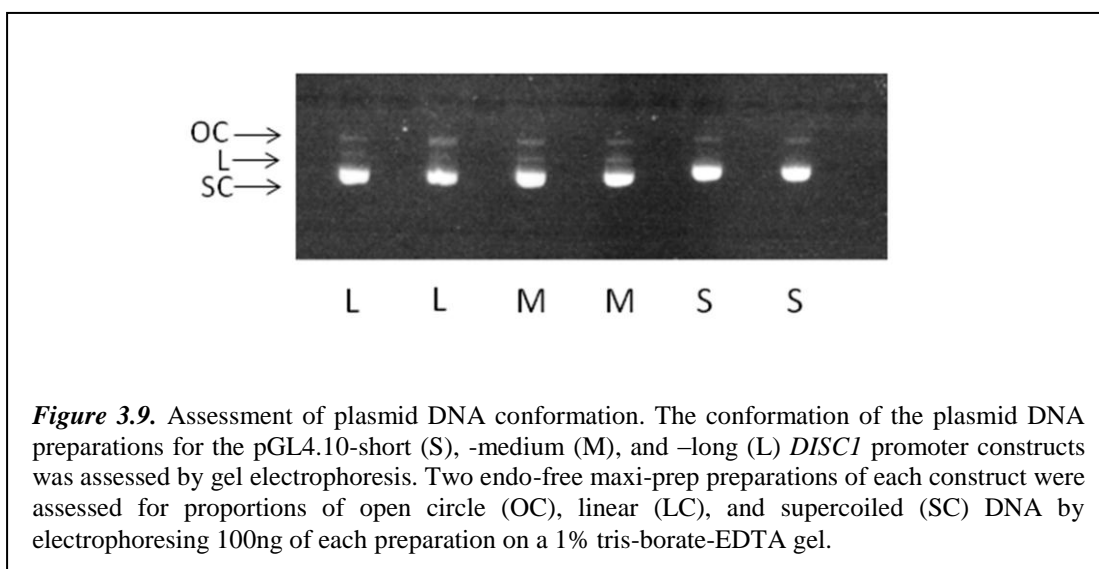 OC→
L→
SC→
L L M M S S
Figure 3.9. Assessment of plasmid DNA conformation. The conformation of the plasmid DNA
preparations for the pGL4.10-short (S), -medium (M), and –long (L) DISC1 promoter constructs
was assessed by gel electrophoresis. Two endo-free maxi-prep preparations of each construct were
assessed for proportions of open circle (OC), linear (LC), and supercoiled (SC) DNA by
electrophoresing 100ng of each preparation on a 1% tris-borate-EDTA gel.